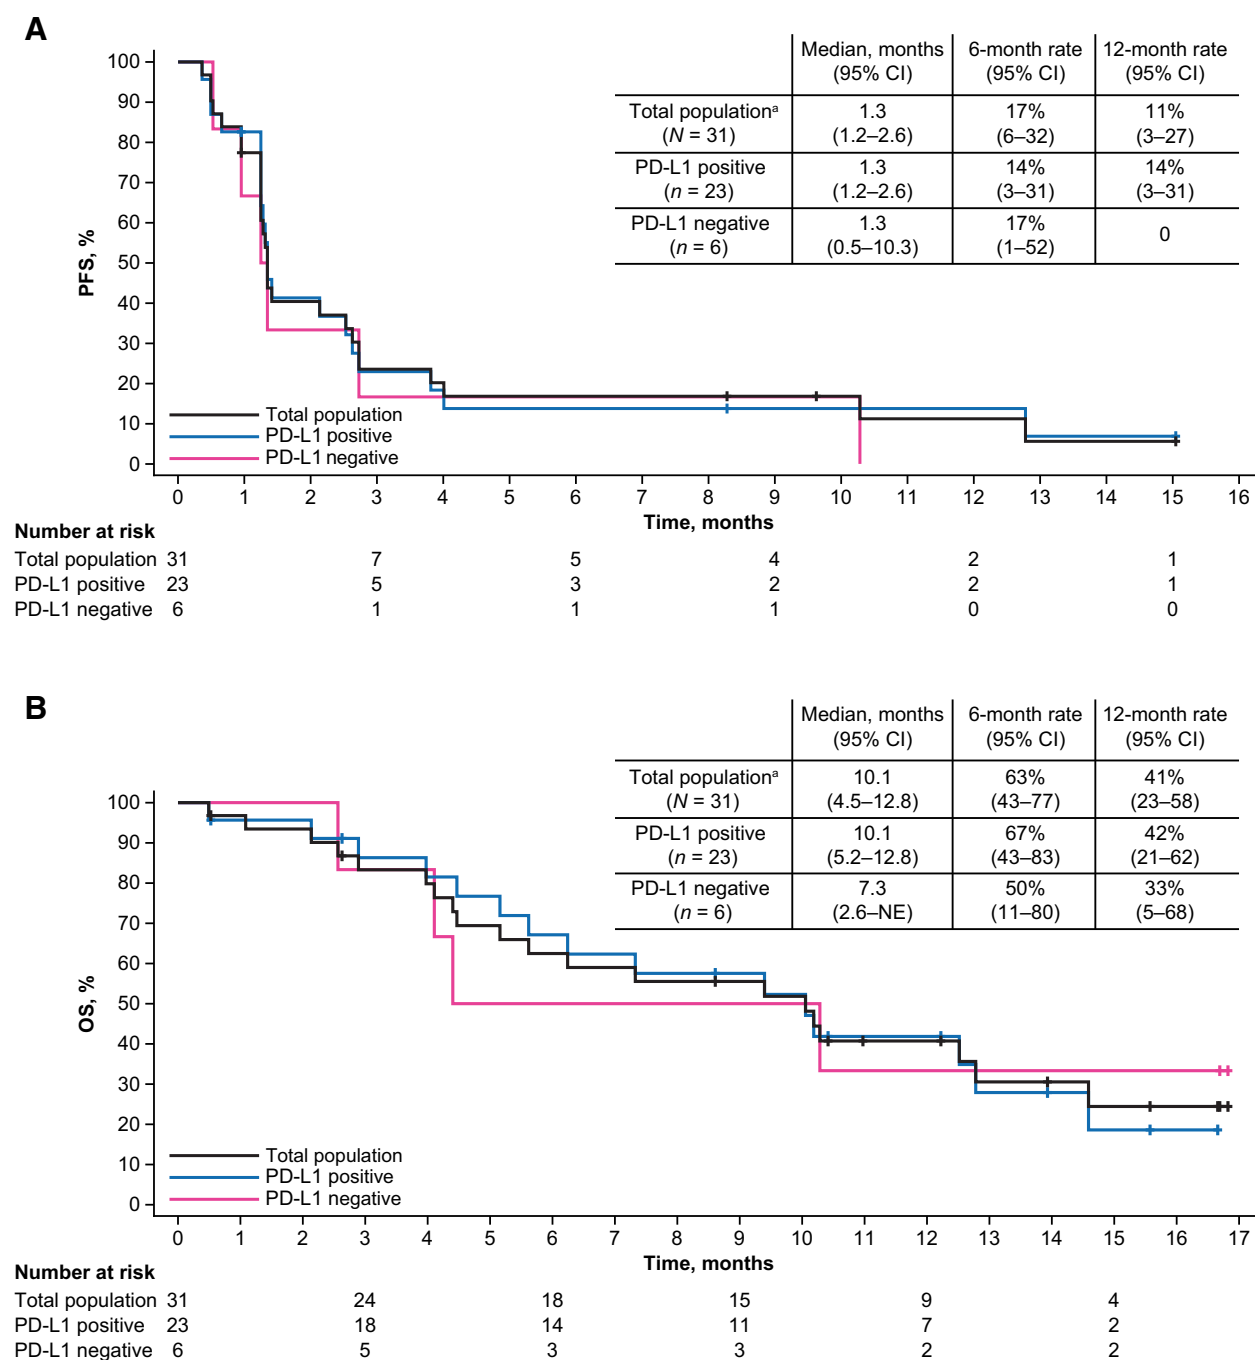 A
Median, months 6-month rate 12-month rate
(95% CI) (95% CI) (95% CI)
Total populationᵃ 1.3 17% 11%
(N = 31) (1.2–2.6) (6–32) (3–27)
PD-L1 positive 1.3 14% 14%
(n = 23) (1.2–2.6) (3–31) (3–31)
PD-L1 negative 1.3 17% 0
(n = 6) (0.5–10.3) (1–52)
PFS, %
100
90
80
70
60
50
40
30
20
10
0
Total population
PD-L1 positive
PD-L1 negative
0 1 2 3 4 5 6 7 8 9 10 11 12 13 14 15 16
Time, months
Number at risk
Total population 31 7 5 4 2 1
PD-L1 positive 23 5 3 2 2 1
PD-L1 negative 6 1 1 1 0 0
B
Median, months 6-month rate 12-month rate
(95% CI) (95% CI) (95% CI)
Total populationᵃ 10.1 63% 41%
(N = 31) (4.5–12.8) (43–77) (23–58)
PD-L1 positive 10.1 67% 42%
(n = 23) (5.2–12.8) (43–83) (21–62)
PD-L1 negative 7.3 50% 33%
(n = 6) (2.6–NE) (11–80) (5–68)
OS, %
100
90
80
70
60
50
40
30
20
10
0
Total population
PD-L1 positive
PD-L1 negative
0 1 2 3 4 5 6 7 8 9 10 11 12 13 14 15 16 17
Time, months
Number at risk
Total population 31 24 18 15 9 4
PD-L1 positive 23 18 14 11 7 2
PD-L1 negative 6 5 3 3 2 2